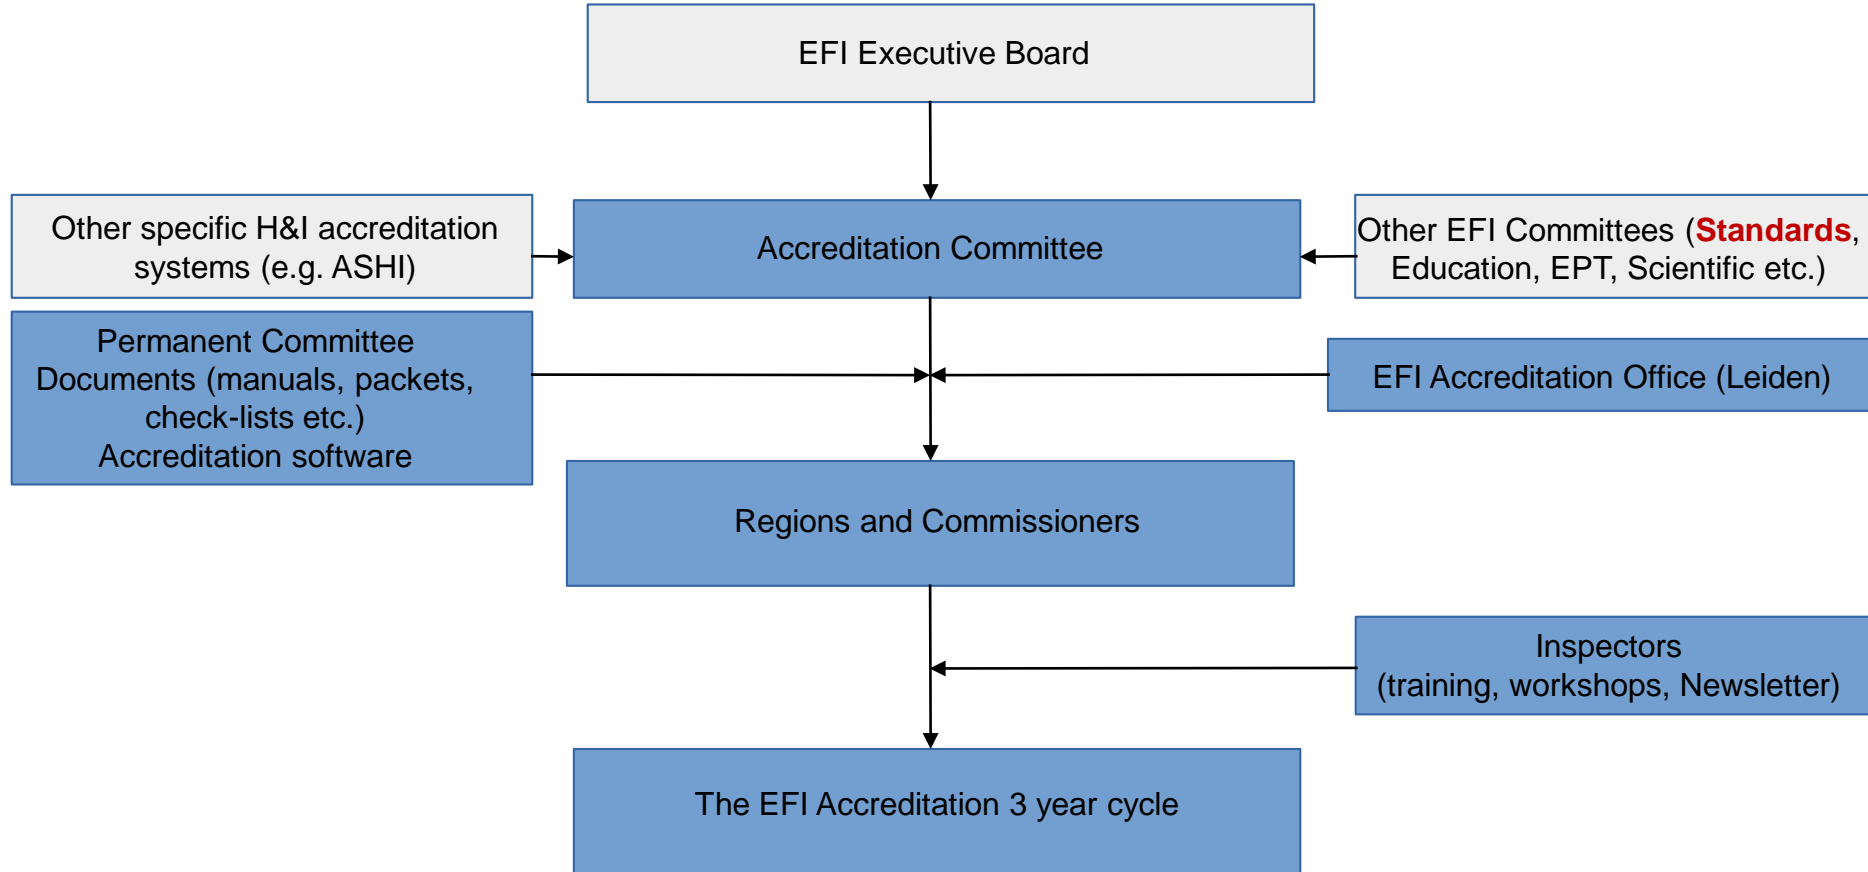 EFI Executive Board
Other specific H&I accreditation
systems (e.g. ASHI)
Accreditation Committee
Other EFI Committees (Standards,
Education, EPT, Scientific etc.)
Permanent Committee
Documents (manuals, packets,
check-lists etc.)
Accreditation software
EFI Accreditation Office (Leiden)
Regions and Commissioners
Inspectors
(training, workshops, Newsletter)
The EFI Accreditation 3 year cycle